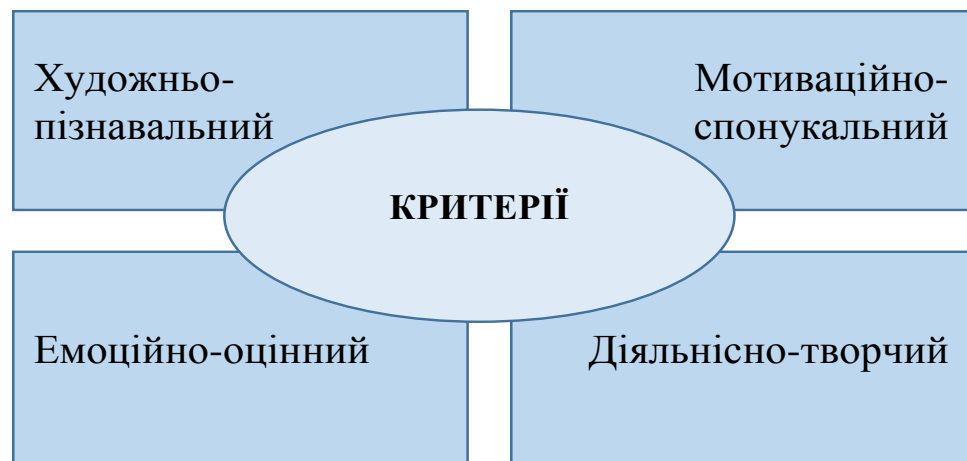 Художньо-
пізнавальний
Мотиваційно-
спонукальний
КРИТЕРІЇ
Емоційно-оцінний
Діяльнісно-творчий